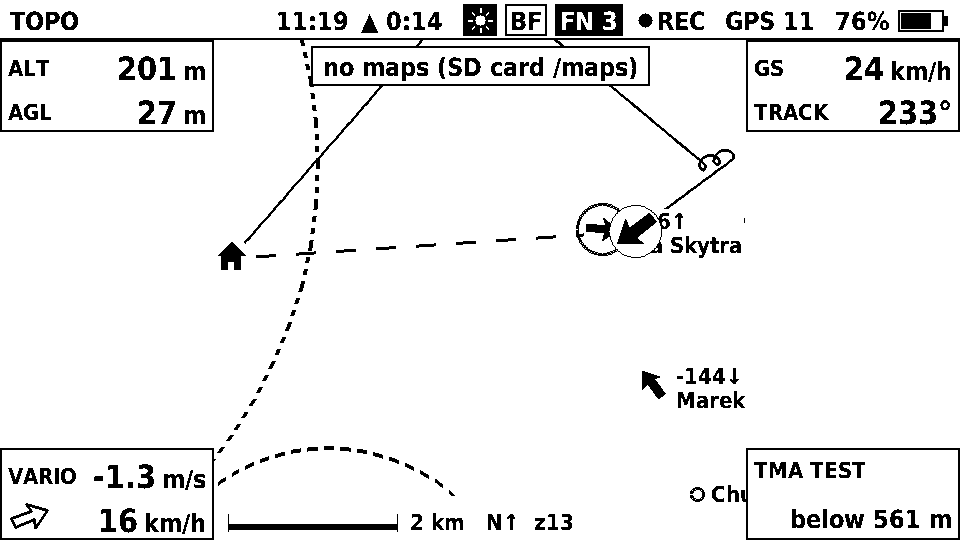 TOPO 11:19 ▲ 0:14 BF FN 3 ●REC GPS 11 76%
ALT 201 m
AGL 27 m
no maps (SD card /maps)
GS 24 km/h
TRACK 233°
6↑
Skytra
-144↓
Marek
VARIO -1.3 m/s
16 km/h
2 km N↑ z13
Chu
TMA TEST
below 561 m